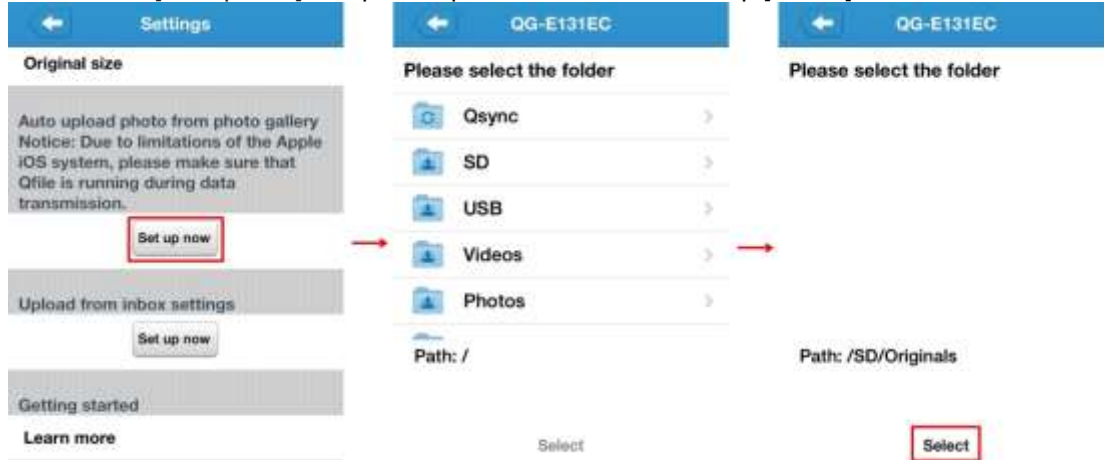 Settings
Original size
Auto upload photo from photo gallery
Notice: Due to limitations of the Apple
iOS system, please make sure that
Qfile is running during data
transmission.
Set up now
Upload from inbox settings
Set up now
Getting started
Learn more
QG-E131EC
Please select the folder
Qsync
SD
USB
Videos
Photos
Path: /
Select
QG-E131EC
Please select the folder
Path: /SD/Originals
Select